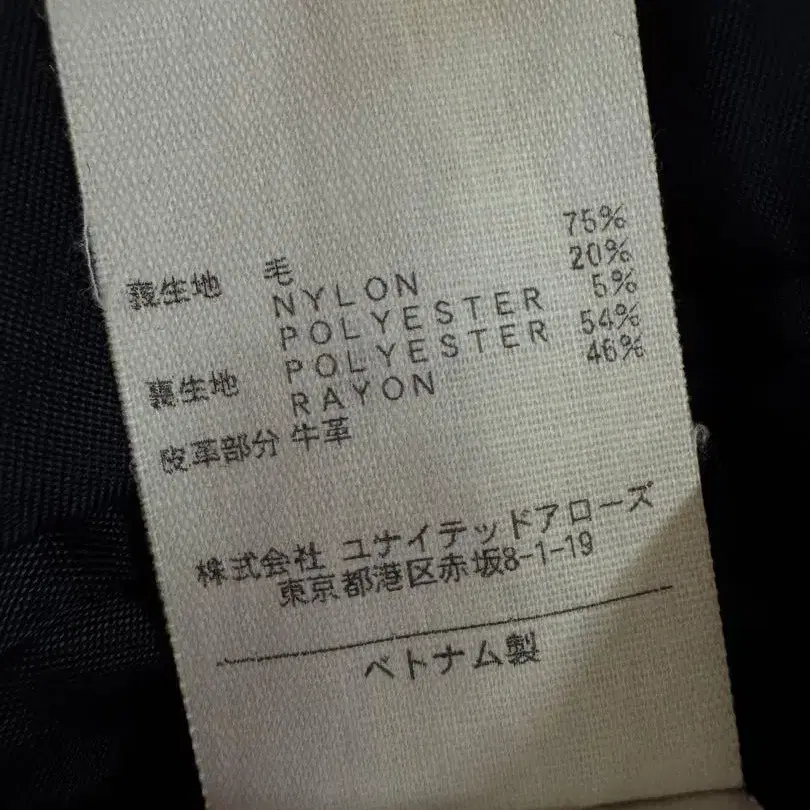 表生地 毛 75%
NYLON 20%
POLYESTER 5%
裏生地 POLYESTER 54%
RAYON 46%
皮革部分 牛革
株式会社 ユナイテッドアローズ
東京都港区赤坂8-1-19
ベトナム製